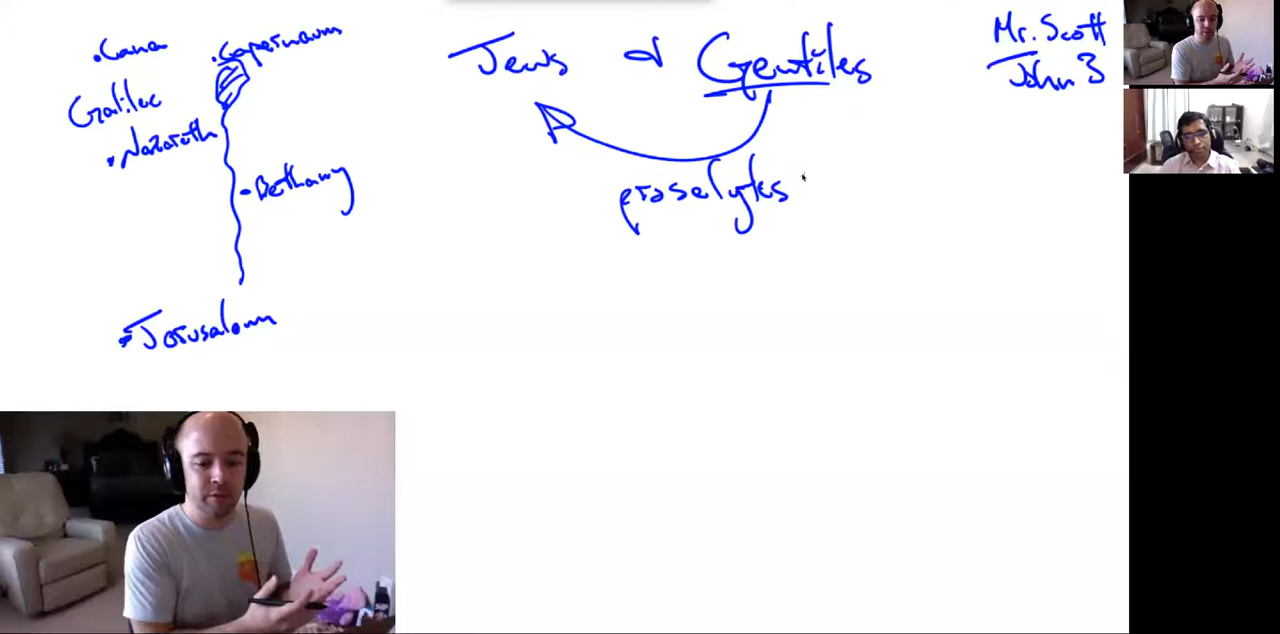 .Cana
.Capernaum
Galilee
.Nazareth
.Bethany
.Jerusalem
Jews & Gentiles
proselytes
Mr. Scott
John 3